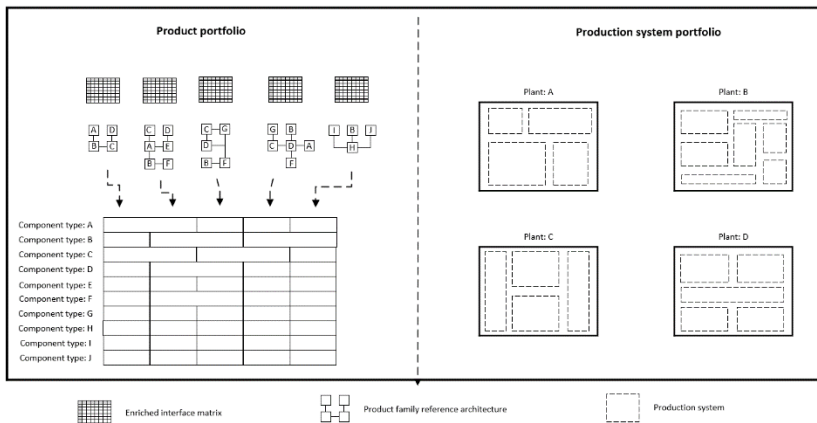 Product portfolio
Production system portfolio
Plant: A
Plant: B
A D
C D
C G
G B
I B J
B C
A E
D
C D A
H
B F
B F
F
Plant: C
Plant: D
Component type: A
Component type: B
Component type: C
Component type: D
Component type: E
Component type: F
Component type: G
Component type: H
Component type: I
Component type: J
Enriched interface matrix
Product family reference architecture
Production system